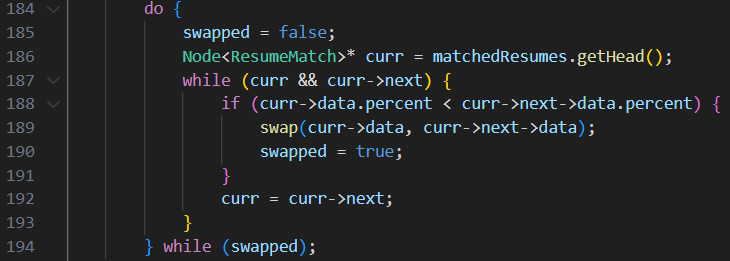 184 do {
185 swapped = false;
186 Node<ResumeMatch>* curr = matchedResumes.getHead();
187 while (curr && curr->next) {
188 if (curr->data.percent < curr->next->data.percent) {
189 swap(curr->data, curr->next->data);
190 swapped = true;
191 }
192 curr = curr->next;
193 }
194 } while (swapped);